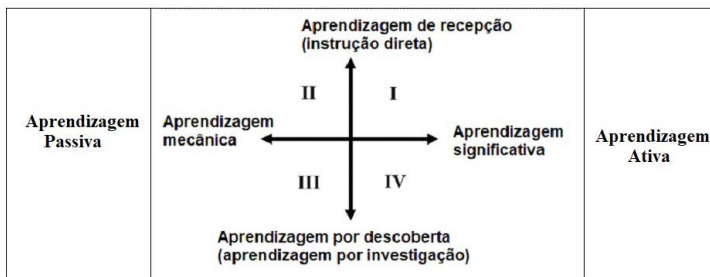 Aprendizagem de recepção
(instrução direta)
II
I
Aprendizagem
Passiva
Aprendizagem
mecânica
Aprendizagem
significativa
Aprendizagem
Ativa
III
IV
Aprendizagem por descoberta
(aprendizagem por investigação)